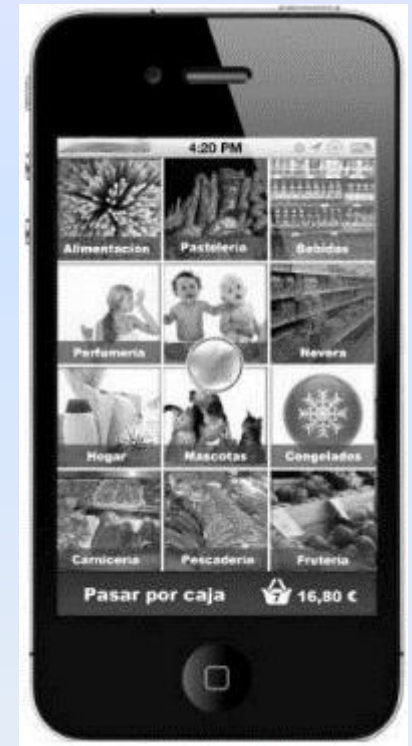 4:20 PM
Alimentación
Pastelería
Bebidas
Perfumería
Nevera
Hogar
Mascotas
Congelados
Carnicería
Pescadería
Frutería
Pasar por caja
7
16,80 €